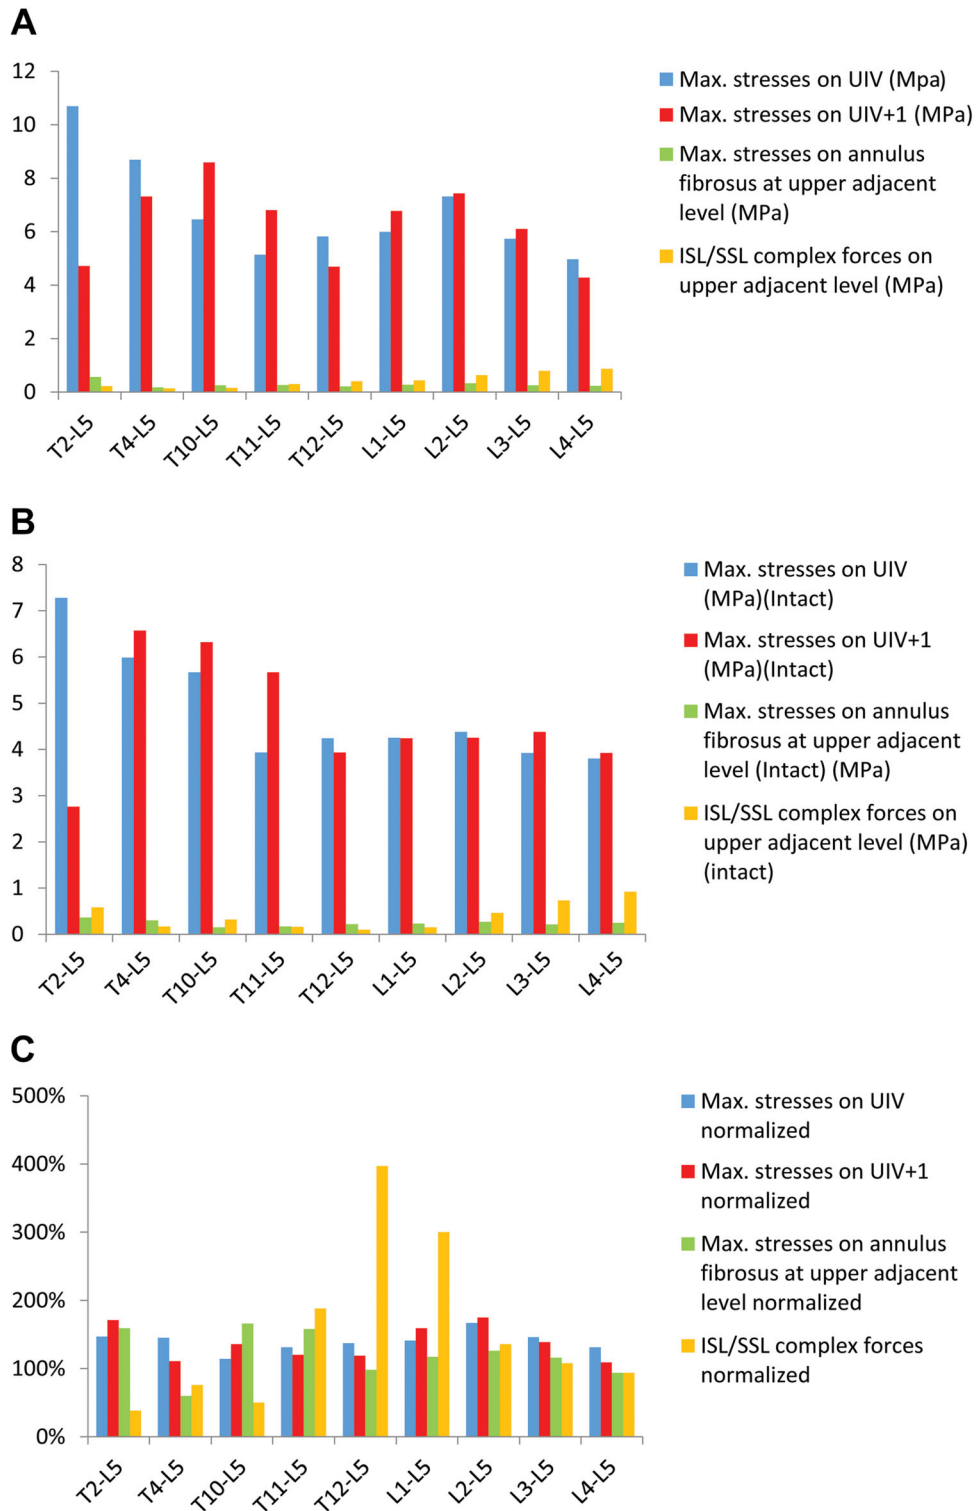 A
12
10
8
6
4
2
0
T2-L5
T4-L5
T10-L5
T11-L5
T12-L5
L1-L5
L2-L5
L3-L5
L4-L5
Max. stresses on UIV (Mpa)
Max. stresses on UIV+1 (MPa)
Max. stresses on annulus
fibrosus at upper adjacent
level (MPa)
ISL/SSL complex forces on
upper adjacent level (MPa)
B
8
7
6
5
4
3
2
1
0
T2-L5
T4-L5
T10-L5
T11-L5
T12-L5
L1-L5
L2-L5
L3-L5
L4-L5
Max. stresses on UIV
(MPa)(Intact)
Max. stresses on UIV+1
(MPa)(Intact)
Max. stresses on annulus
fibrosus at upper adjacent
level (Intact) (MPa)
ISL/SSL complex forces on
upper adjacent level (MPa)
(intact)
C
500%
400%
300%
200%
100%
0%
T2-L5
T4-L5
T10-L5
T11-L5
T12-L5
L1-L5
L2-L5
L3-L5
L4-L5
Max. stresses on UIV
normalized
Max. stresses on UIV+1
normalized
Max. stresses on annulus
fibrosus at upper adjacent
level normalized
ISL/SSL complex forces
normalized